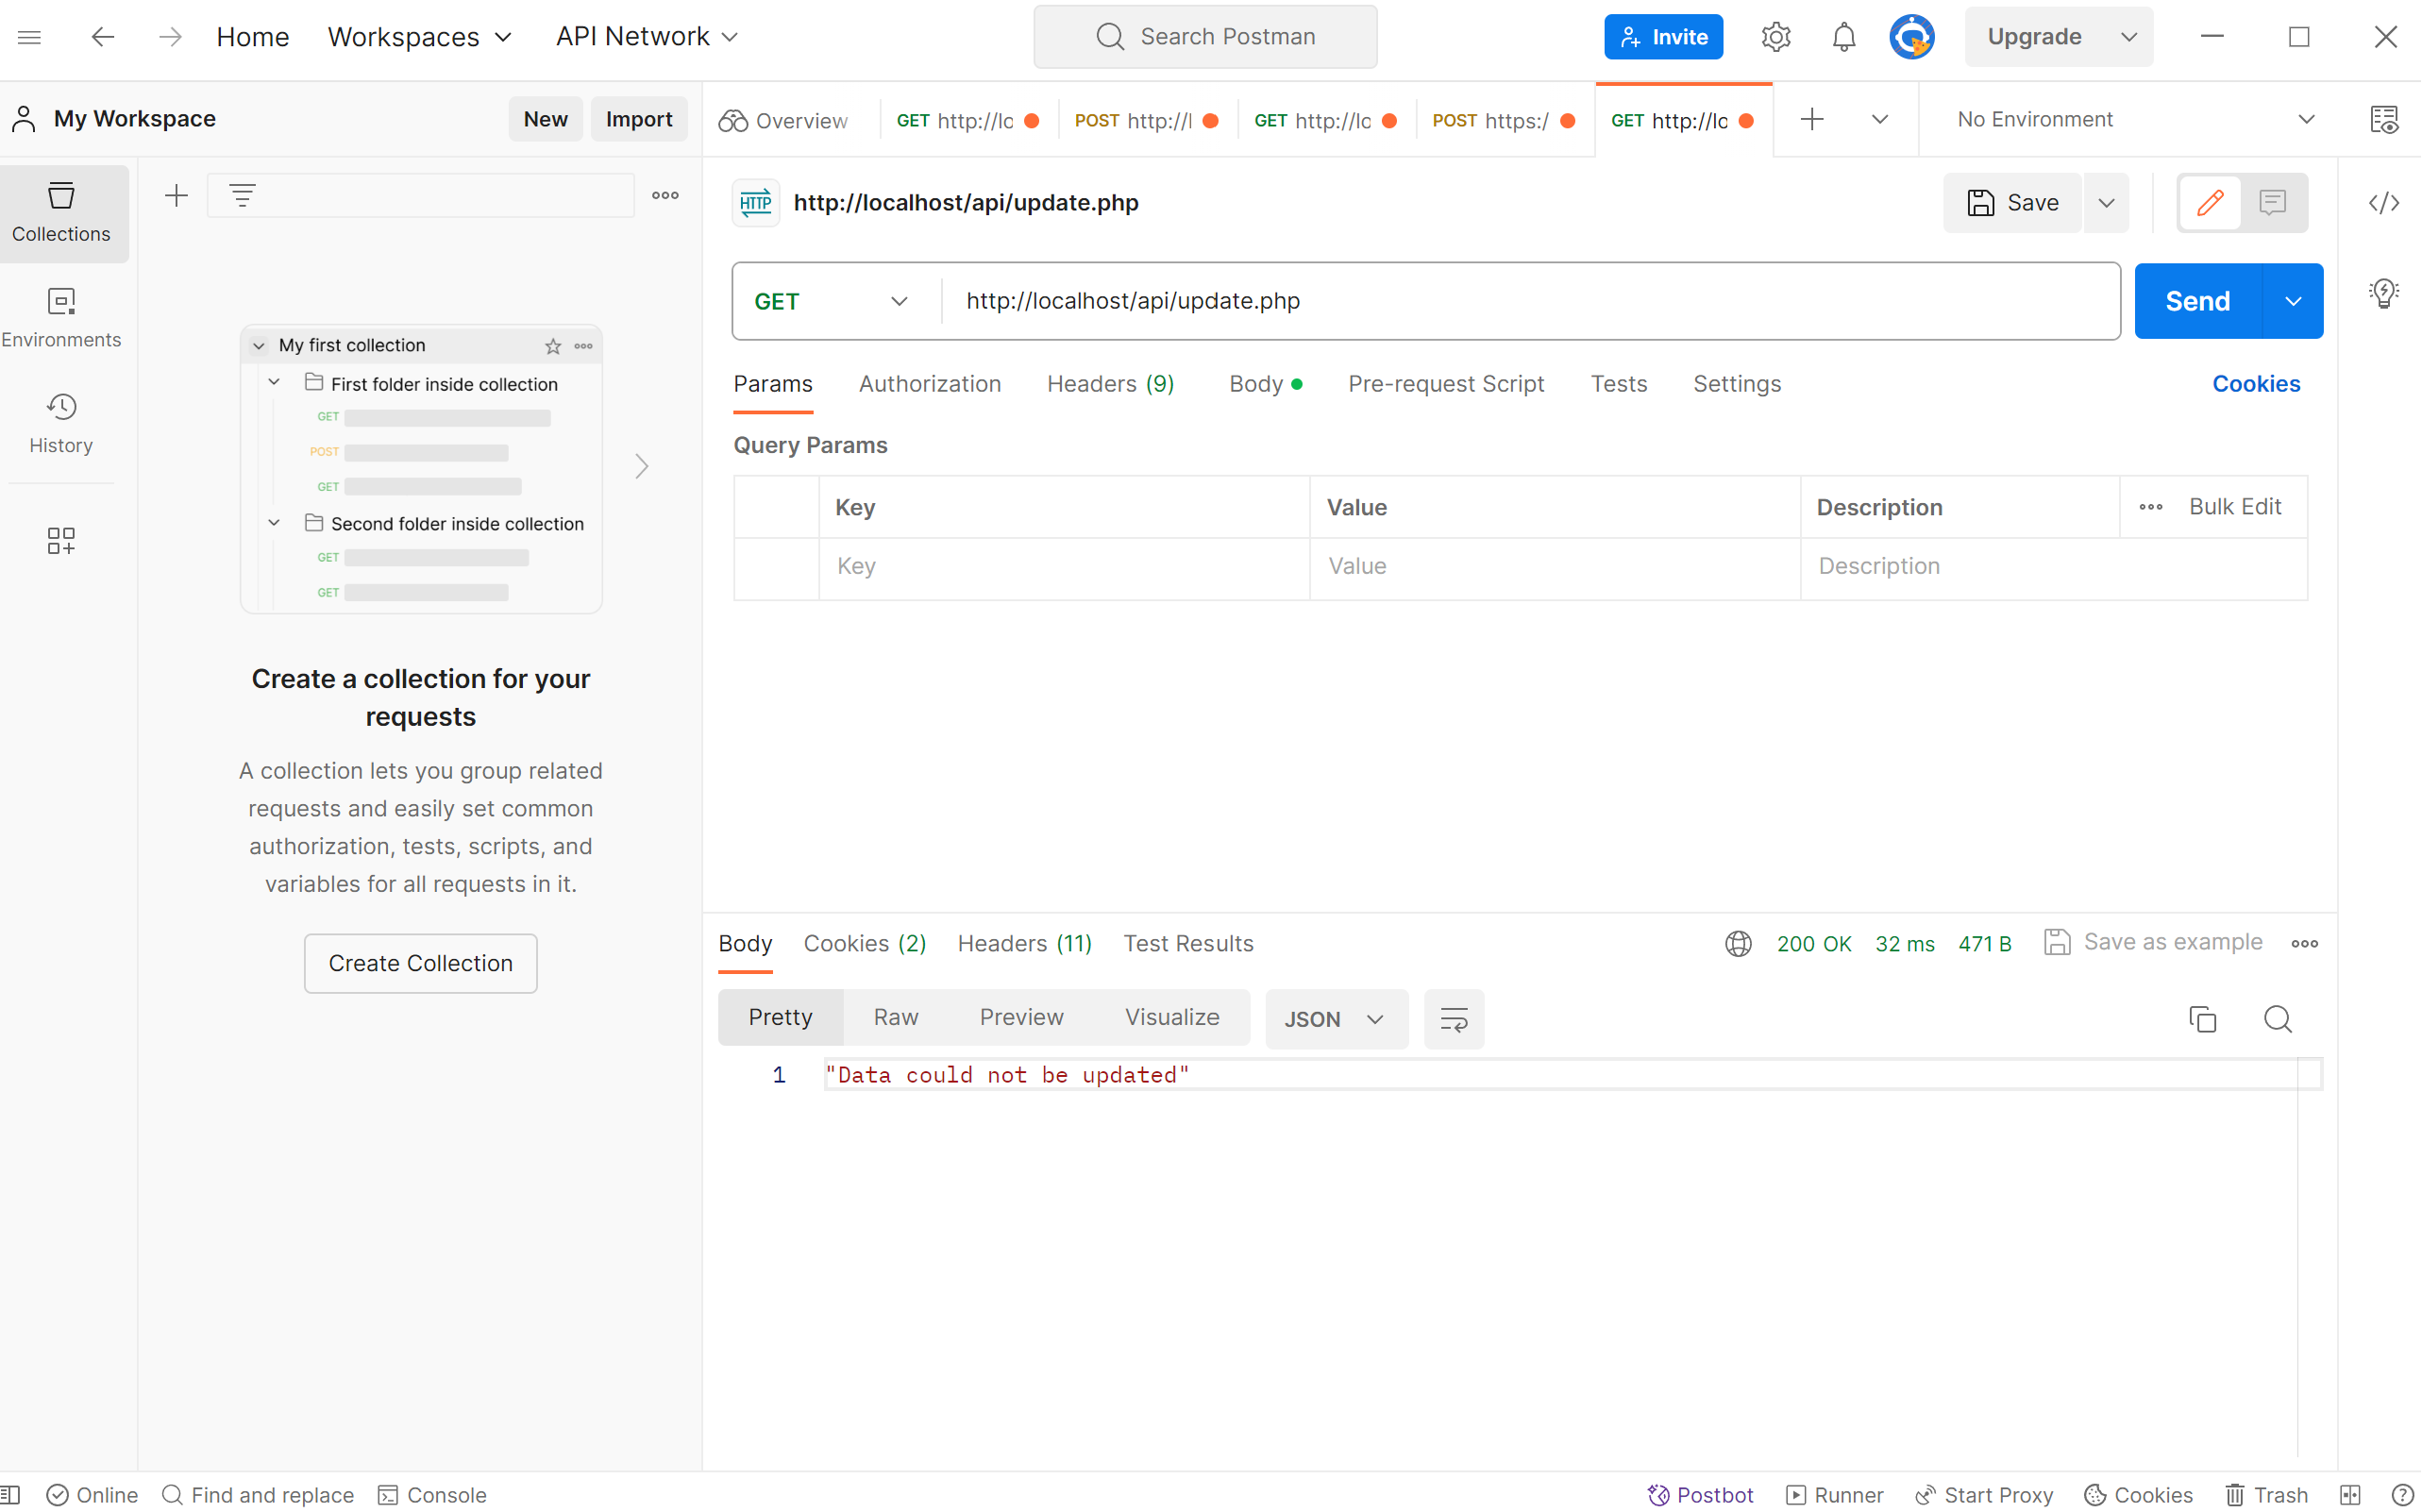 Home Workspaces API Network Search Postman Invite Upgrade
My Workspace New Import Overview GET http://lo POST http://l GET http://lo POST https:/ GET http://lo No Environment
Collections
Environments
History
My first collection
First folder inside collection
GET
POST
GET
Second folder inside collection
GET
GET
Create a collection for your
requests
A collection lets you group related
requests and easily set common
authorization, tests, scripts, and
variables for all requests in it.
Create Collection
HTTP http://localhost/api/update.php Save
GET http://localhost/api/update.php Send
Params Authorization Headers (9) Body Pre-request Script Tests Settings Cookies
Query Params
Key Value Description Bulk Edit
Key Value Description
Body Cookies (2) Headers (11) Test Results 200 OK 32 ms 471 B Save as example
Pretty Raw Preview Visualize JSON
1 "Data could not be updated"
Online Find and replace Console Postbot Runner Start Proxy Cookies Trash